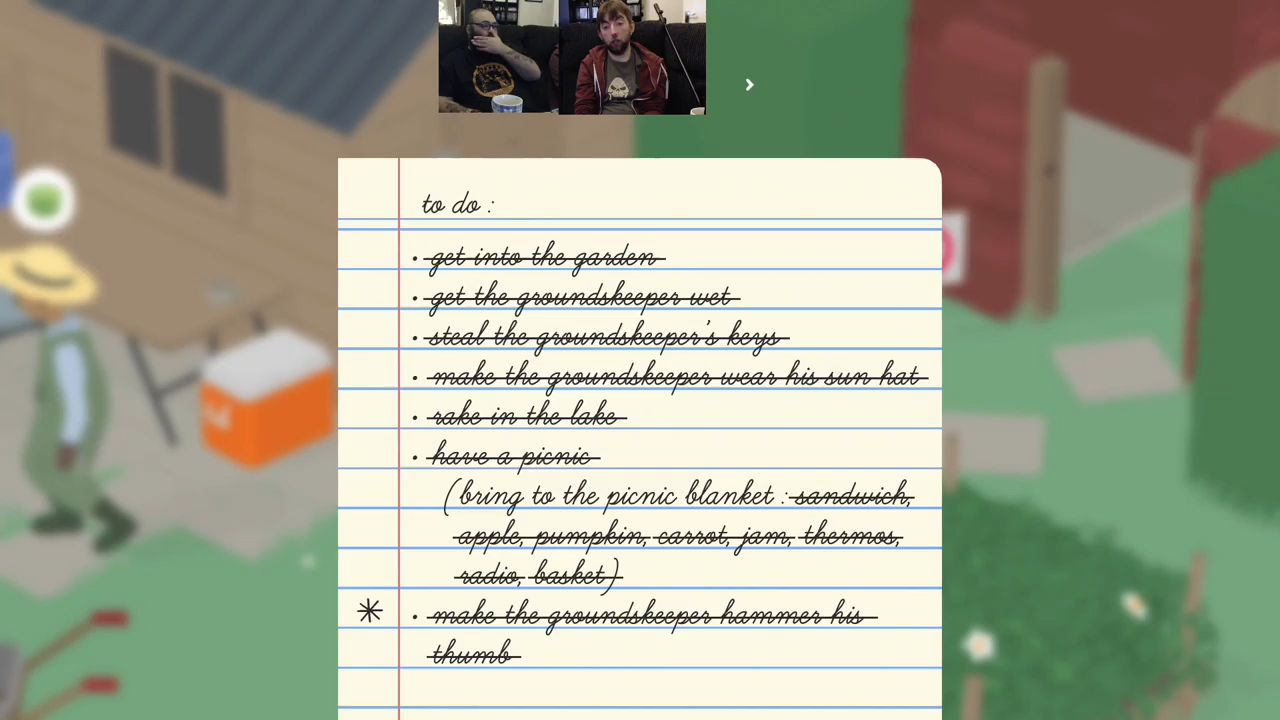 to do :
• get into the garden
• get the groundskeeper wet
• steal the groundskeeper's keys
• make the groundskeeper wear his sun hat
• rake in the lake
• have a picnic
(bring to the picnic blanket : sandwich,
apple, pumpkin, carrot, jam, thermos,
radio, basket)
• make the groundskeeper hammer his
thumb